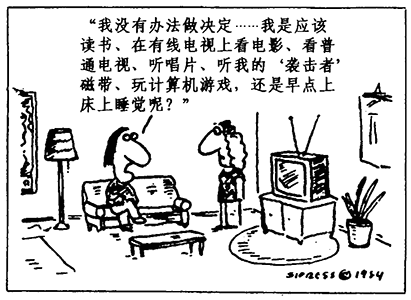 “我没有办法做决定……我是应该
读书、在有线电视上看电影、看普
通电视、听唱片、听我的‘袭击者’
磁带、玩计算机游戏，还是早点上
床上睡觉呢？”
SIPRESS©1984